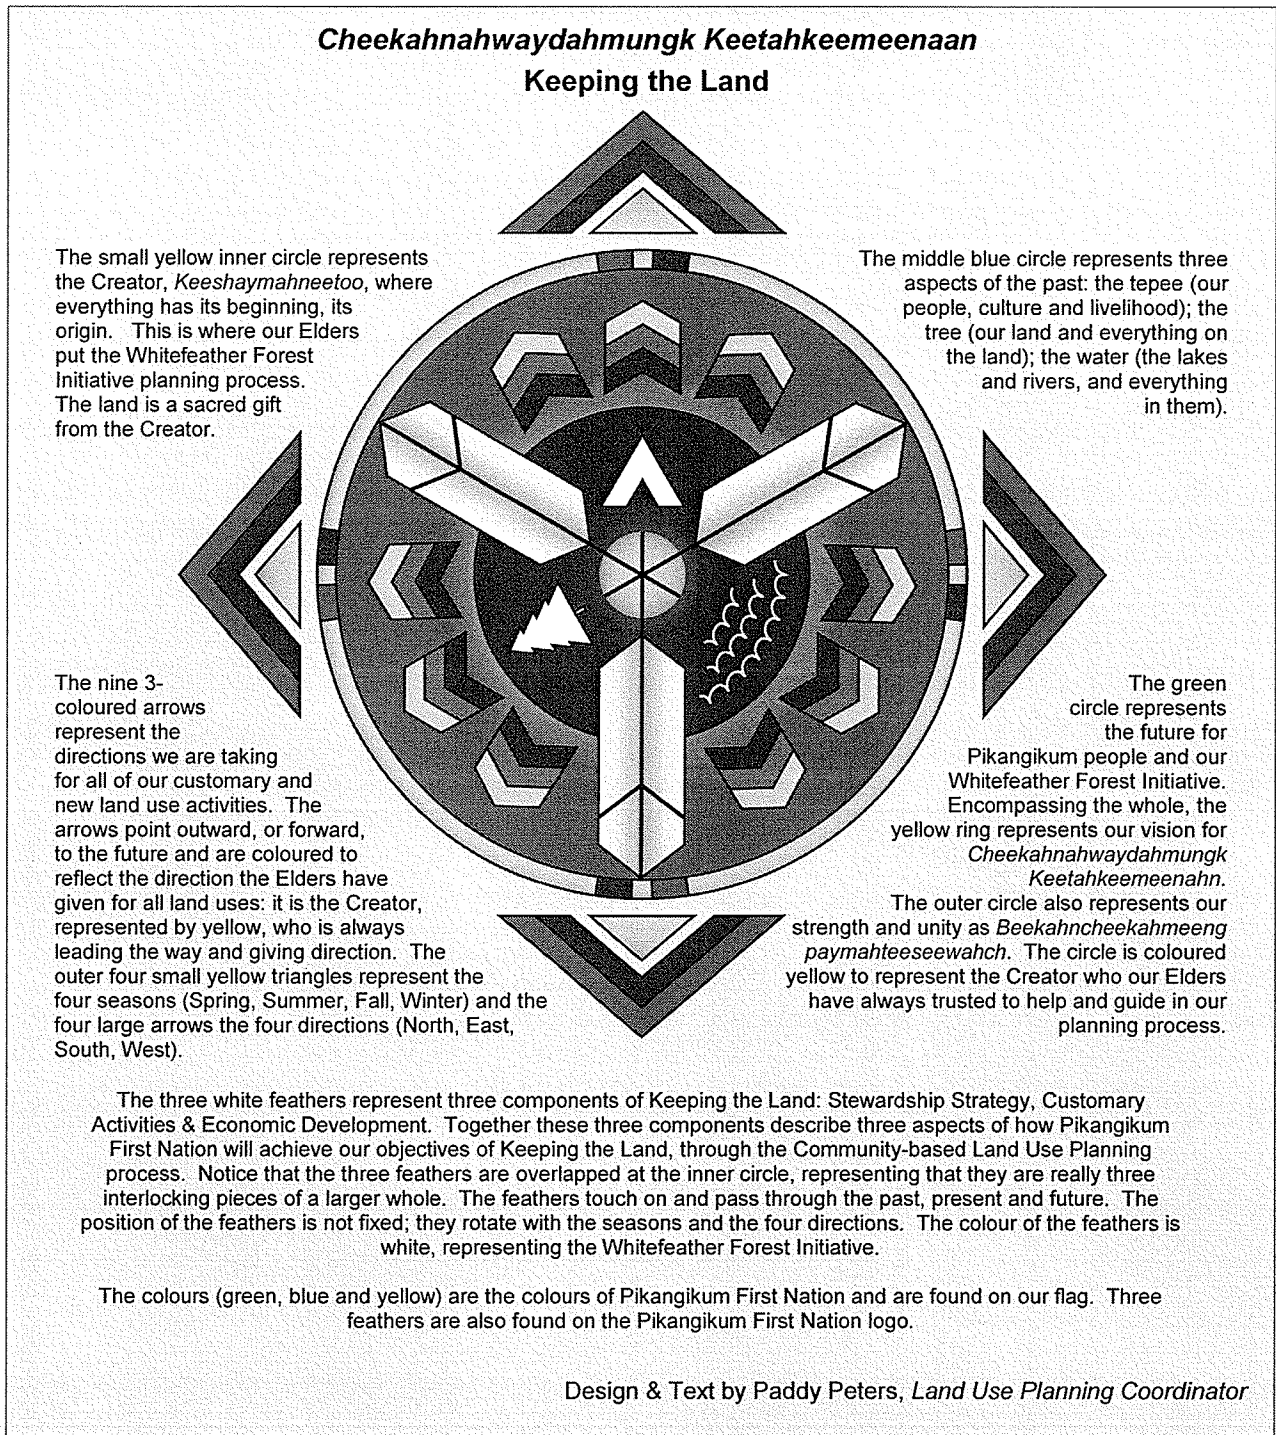 Cheekahnahwaydahmungk Keetahkeemeenaan
Keeping the Land
The small yellow inner circle represents
the Creator, Keeshaymahneetoo, where
everything has its beginning, its
origin. This is where our Elders
put the Whitefeather Forest
Initiative planning process.
The land is a sacred gift
from the Creator.
The middle blue circle represents three
aspects of the past: the tepee (our
people, culture and livelihood); the
tree (our land and everything on
the land); the water (the lakes
and rivers, and everything
in them).
The nine 3-
coloured arrows
represent the
directions we are taking
for all of our customary and
new land use activities. The
arrows point outward, or forward,
to the future and are coloured to
reflect the direction the Elders have
given for all land uses: it is the Creator,
represented by yellow, who is always
leading the way and giving direction. The
outer four small yellow triangles represent the
four seasons (Spring, Summer, Fall, Winter) and the
four large arrows the four directions (North, East,
South, West).
The green
circle represents
the future for
Pikangikum people and our
Whitefeather Forest Initiative.
Encompassing the whole, the
yellow ring represents our vision for
Cheekahnahwaydahmungk
Keetahkeemeenahn.
The outer circle also represents our
strength and unity as Beekahncheekahmeeng
paymahteeseewahch. The circle is coloured
yellow to represent the Creator who our Elders
have always trusted to help and guide in our
planning process.
The three white feathers represent three components of Keeping the Land: Stewardship Strategy, Customary
Activities & Economic Development. Together these three components describe three aspects of how Pikangikum
First Nation will achieve our objectives of Keeping the Land, through the Community-based Land Use Planning
process. Notice that the three feathers are overlapped at the inner circle, representing that they are really three
interlocking pieces of a larger whole. The feathers touch on and pass through the past, present and future. The
position of the feathers is not fixed; they rotate with the seasons and the four directions. The colour of the feathers is
white, representing the Whitefeather Forest Initiative.
The colours (green, blue and yellow) are the colours of Pikangikum First Nation and are found on our flag. Three
feathers are also found on the Pikangikum First Nation logo.
Design & Text by Paddy Peters, Land Use Planning Coordinator